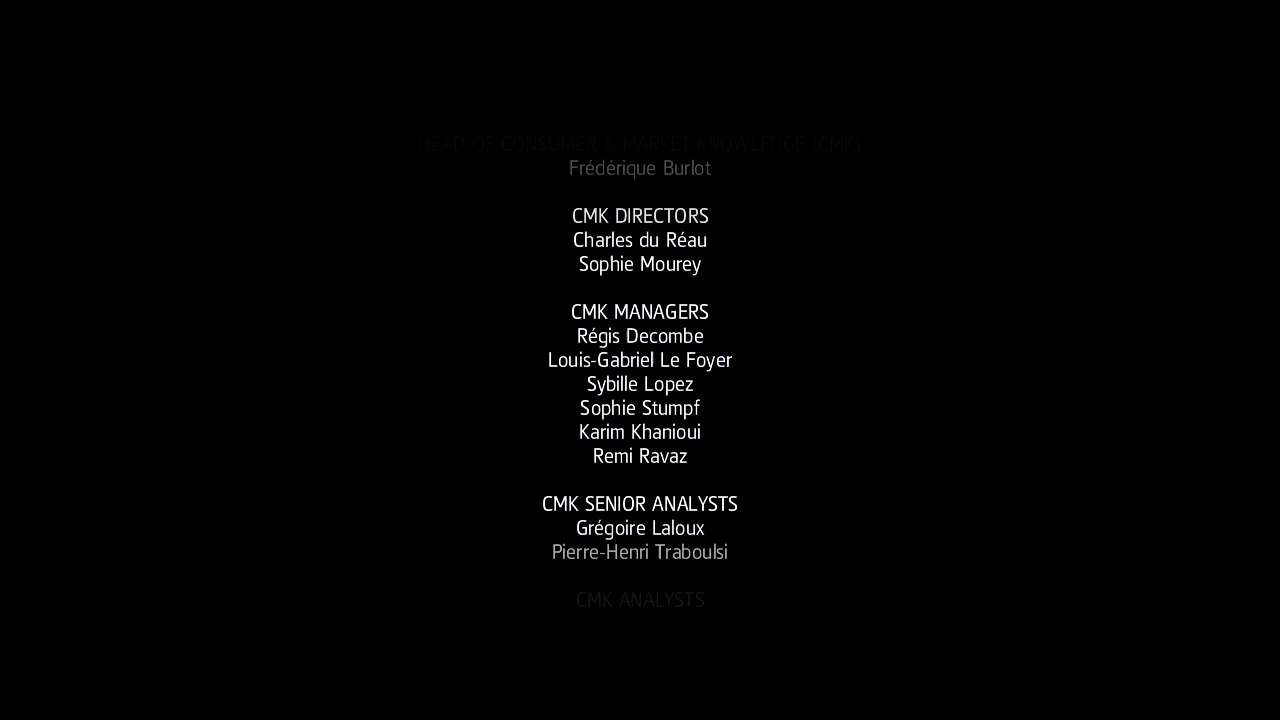 HEAD OF CONSUMER & MARKET KNOWLEDGE (CMK)
Frédérique Burlot
CMK DIRECTORS
Charles du Réau
Sophie Mourey
CMK MANAGERS
Régis Decombe
Louis-Gabriel Le Foyer
Sybille Lopez
Sophie Stumpf
Karim Khanioui
Remi Ravaz
CMK SENIOR ANALYSTS
Grégoire Laloux
Pierre-Henri Traboulsi
CMK ANALYSTS